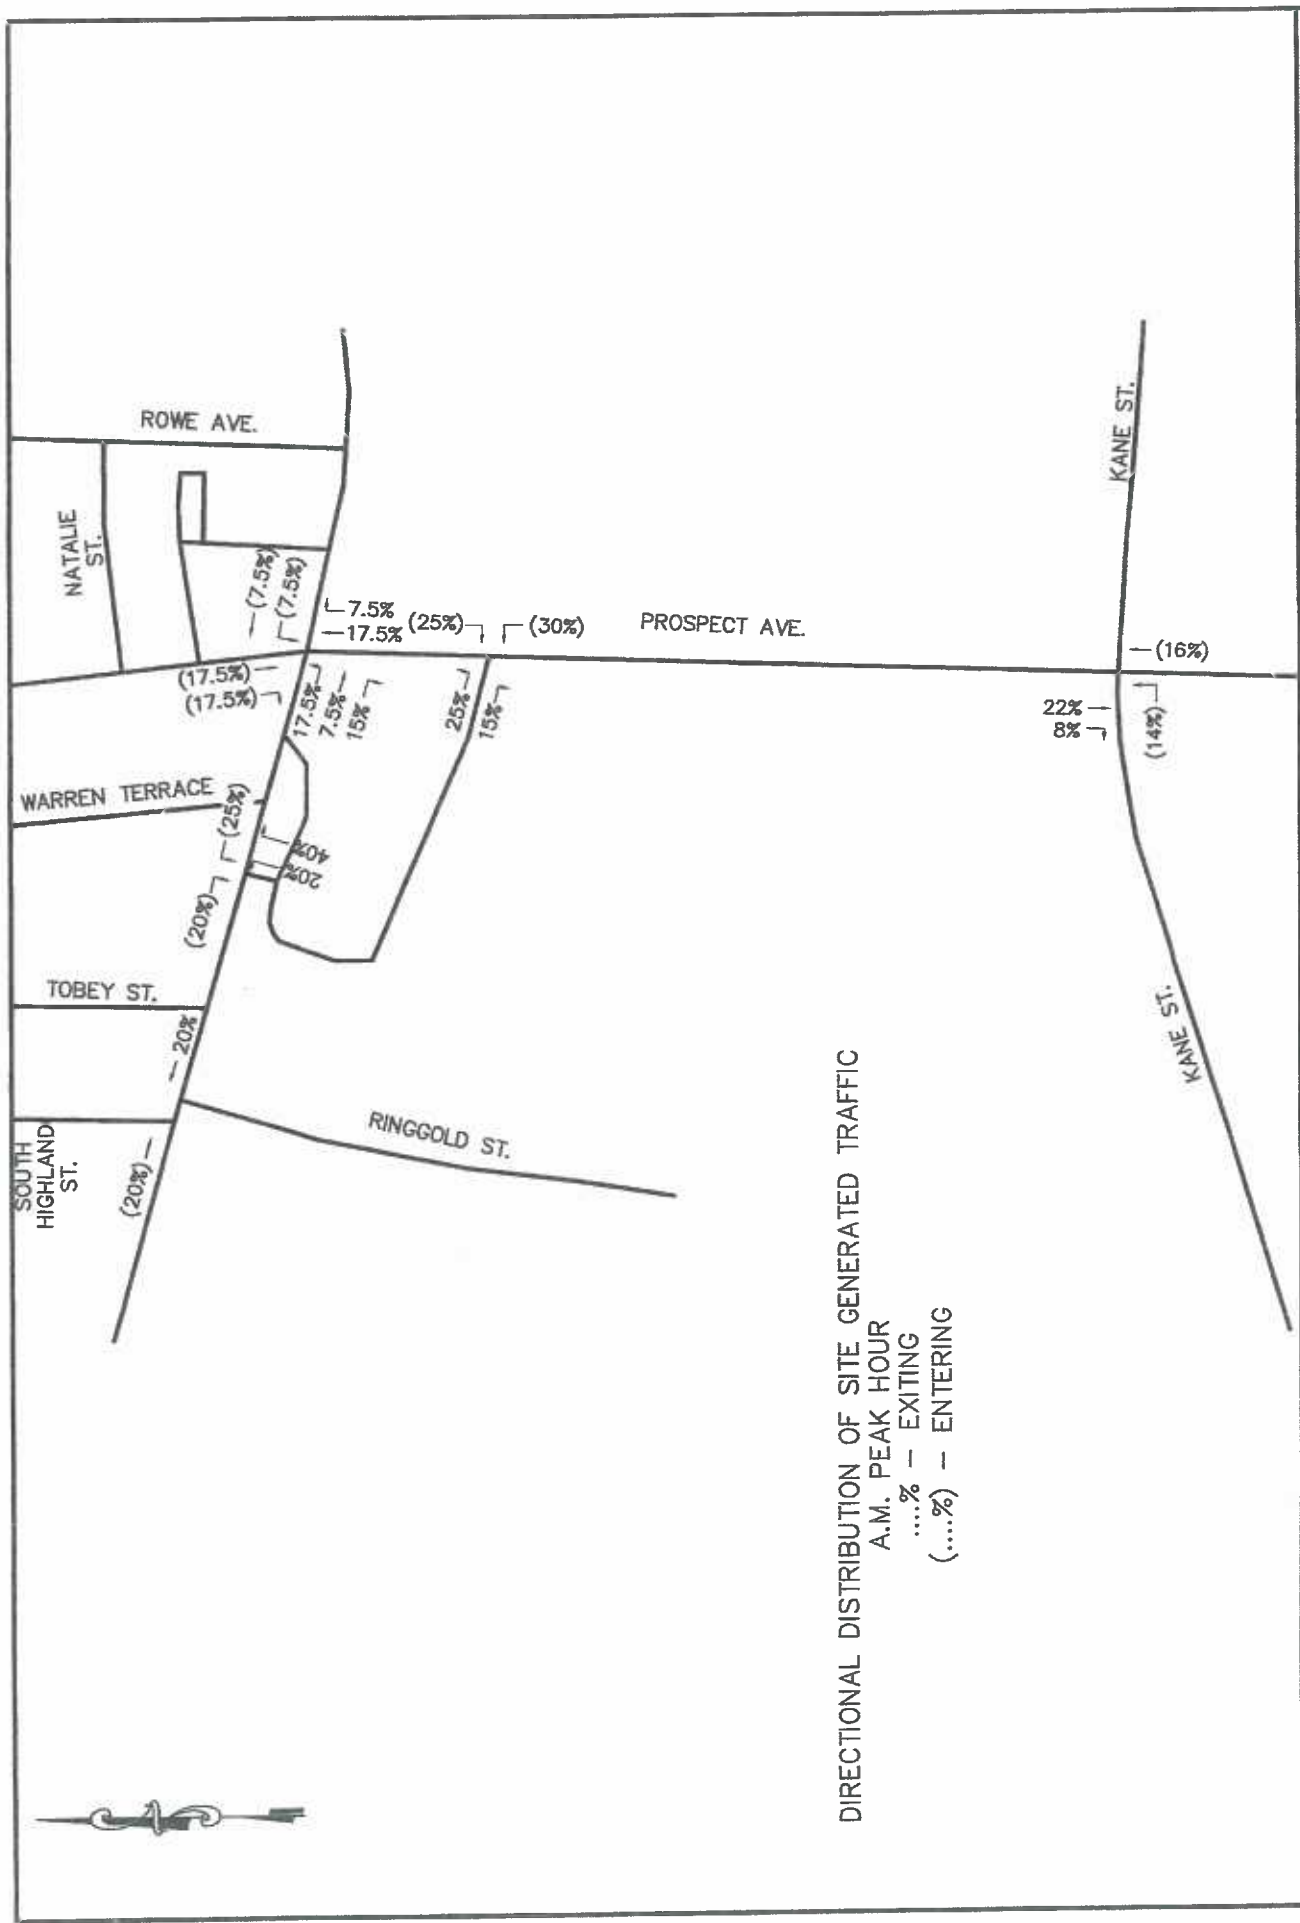 ROWE AVE.
NATALIE
ST.
(7.5%)
(7.5%)
7.5%
17.5%
(25%)
(30%)
PROSPECT AVE.
KANE ST.
(16%)
(17.5%)
(17.5%)
17.5%
7.5%
15%
25%
15%
22%
8%
(14%)
WARREN TERRACE
(25%)
40%
20%
(20%)
TOBEY ST.
20%
KANE ST.
SOUTH
HIGHLAND
ST.
(20%)
RINGGOLD ST.
DIRECTIONAL DISTRIBUTION OF SITE GENERATED TRAFFIC
A.M. PEAK HOUR
....% – EXITING
(....%) – ENTERING